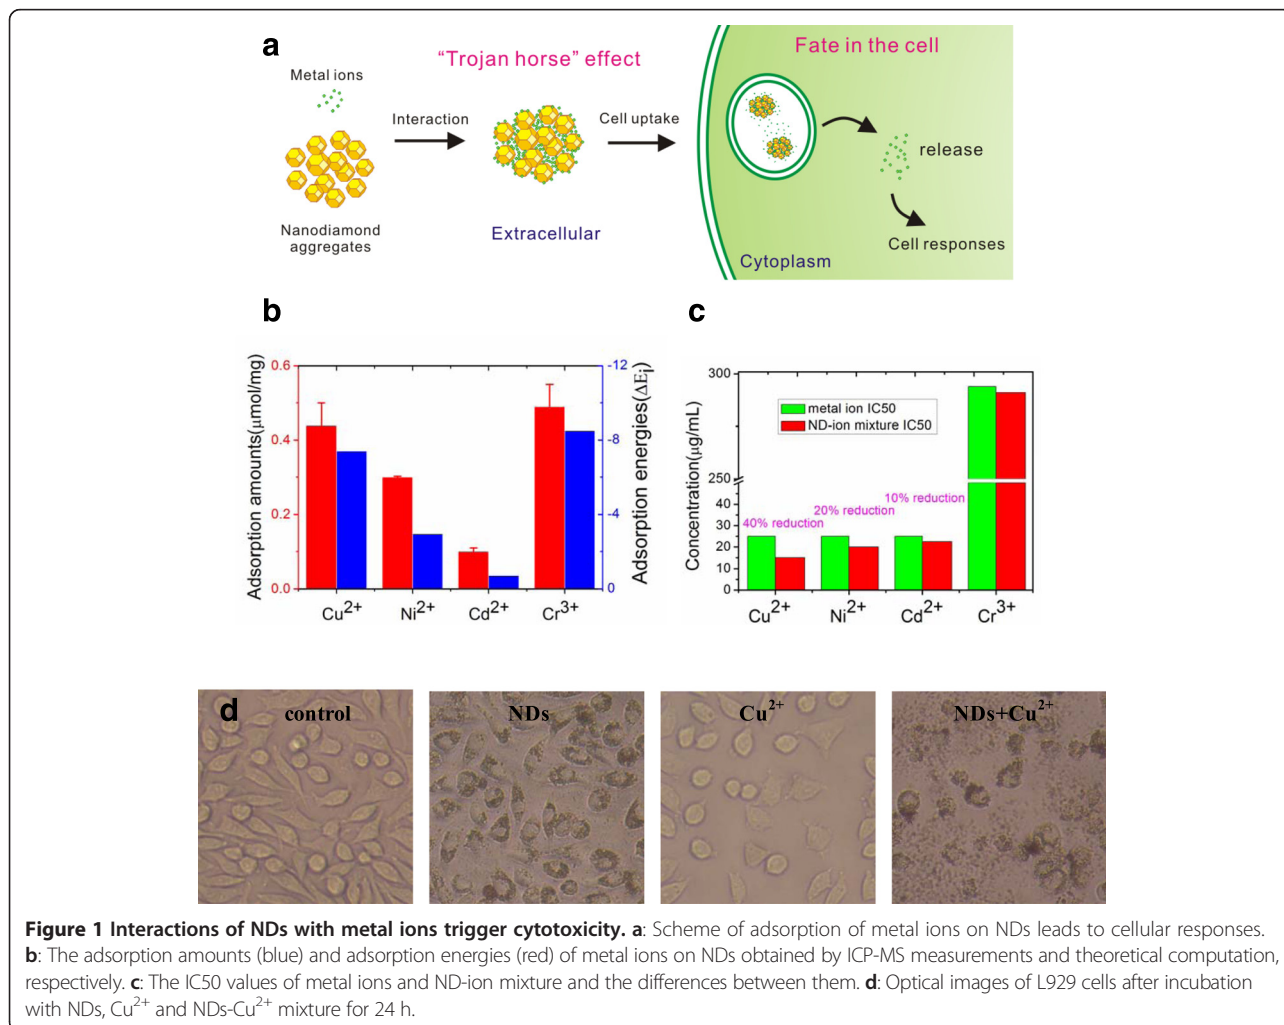 a
"Trojan horse" effect
Fate in the cell
Metal ions
Interaction
Cell uptake
release
Nanodiamond
aggregates
Extracellular
Cell responses
Cytoplasm
b
Adsorption amounts(μmol/mg)
0.6
0.4
0.2
0.0
-12
-8
-4
0
Adsorption energies(ΔEi)
Cu2+
Ni2+
Cd2+
Cr3+
c
Concentration(μg/mL)
300
250
40
30
20
10
0
metal ion IC50
ND-ion mixture IC50
40% reduction
20% reduction
10% reduction
Cu2+
Ni2+
Cd2+
Cr3+
d
control
NDs
Cu2+
NDs+Cu2+
Figure 1 Interactions of NDs with metal ions trigger cytotoxicity. a: Scheme of adsorption of metal ions on NDs leads to cellular responses.
b: The adsorption amounts (blue) and adsorption energies (red) of metal ions on NDs obtained by ICP-MS measurements and theoretical computation,
respectively. c: The IC50 values of metal ions and ND-ion mixture and the differences between them. d: Optical images of L929 cells after incubation
with NDs, Cu2+ and NDs-Cu2+ mixture for 24 h.